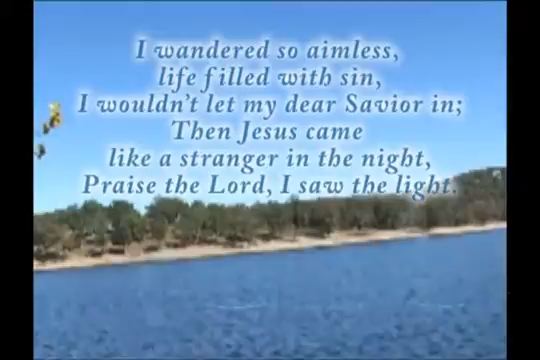 I wandered so aimless,
life filled with sin,
I wouldn't let my dear Savior in;
Then Jesus came
like a stranger in the night,
Praise the Lord, I saw the light.